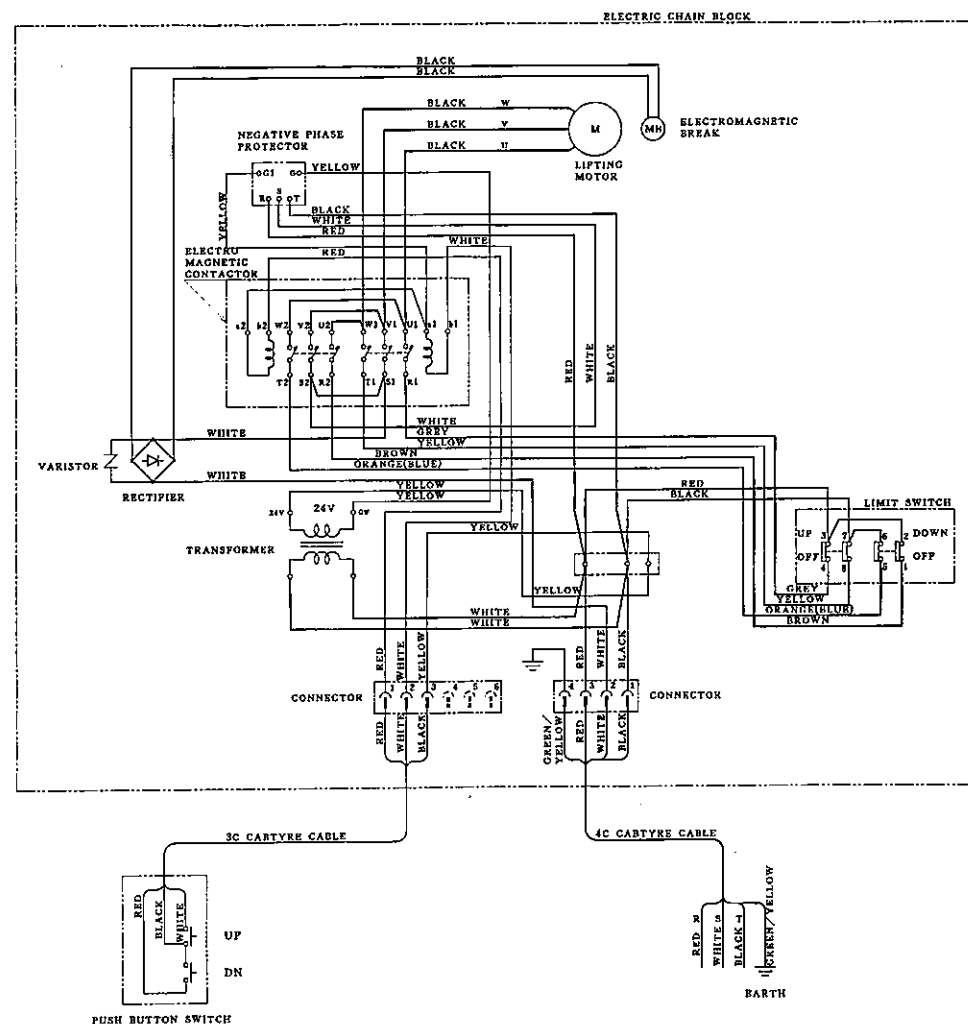 ELECTRIC CHAIN BLOCK
BLACK
BLACK
BLACK W
BLACK V
BLACK U
M
MH
ELECTROMAGNETIC
BREAK
LIFTING
MOTOR
NEGATIVE PHASE
PROTECTOR
G1 G0
YELLOW
S
R T
BLACK
WHITE
RED
YELLOW
WHITE
RED
ELECTRO
MAGNETIC
CONTACTOR
a2 b2 W2 V2 U2 W1 V1 U1 a1 b1
T2 S2 R2 T1 S1 R1
RED
WHITE
BLACK
WHITE
WHITE
GREY
YELLOW
BROWN
ORANGE(BLUE)
VARISTOR
RECTIFIER
WHITE
YELLOW
YELLOW
24V 24V 0V
TRANSFORMER
YELLOW
RED
BLACK
LIMIT SWITCH
UP 3 7 6 2 DOWN
OFF 4 8 5 1 OFF
YELLOW
GREY
YELLOW
ORANGE(BLUE)
BROWN
WHITE
WHITE
RED
WHITE
YELLOW
RED
WHITE
BLACK
CONNECTOR
1 2 3 4 5 6
4 3 2 1
CONNECTOR
RED
WHITE
BLACK
GREEN/
YELLOW
RED
WHITE
BLACK
3C CABTYRE CABLE
4C CABTYRE CABLE
RED
BLACK
WHITE
UP
DN
PUSH BUTTON SWITCH
RED R
WHITE S
BLACK T
GREEN/YELLOW
EARTH